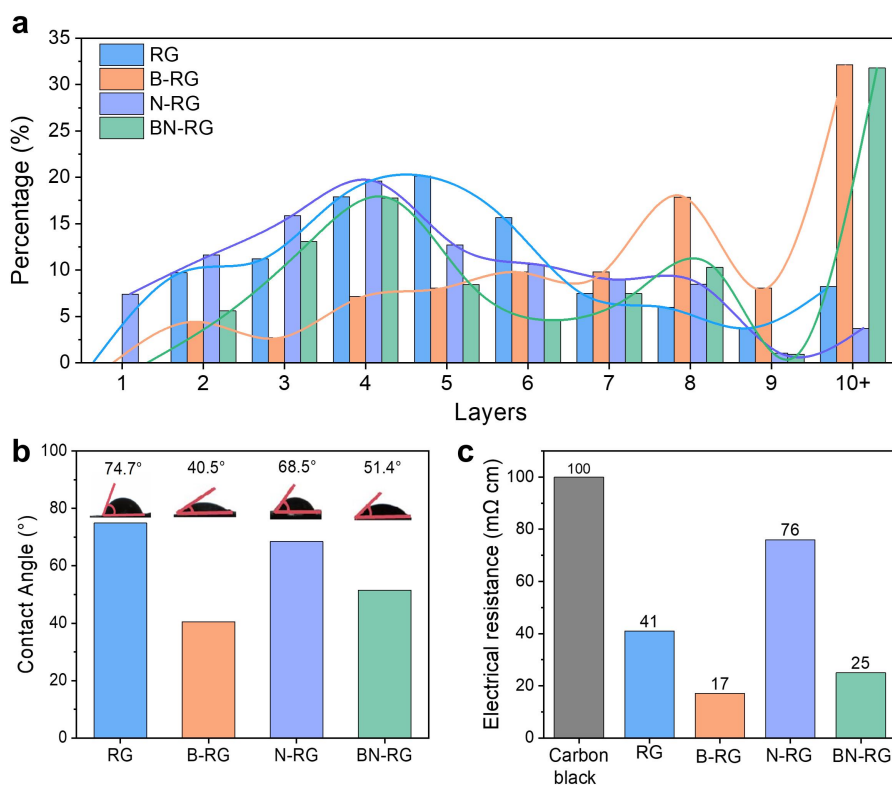 a
35
30
25
20
15
10
5
0
Percentage (%)
RG
B-RG
N-RG
BN-RG
1 2 3 4 5 6 7 8 9 10+
Layers
b
100
80
60
40
20
0
Contact Angle (°)
74.7° 40.5° 68.5° 51.4°
RG B-RG N-RG BN-RG
c
100
80
60
40
20
0
Electrical resistance (mΩ cm)
100
41
17
76
25
Carbon black RG B-RG N-RG BN-RG